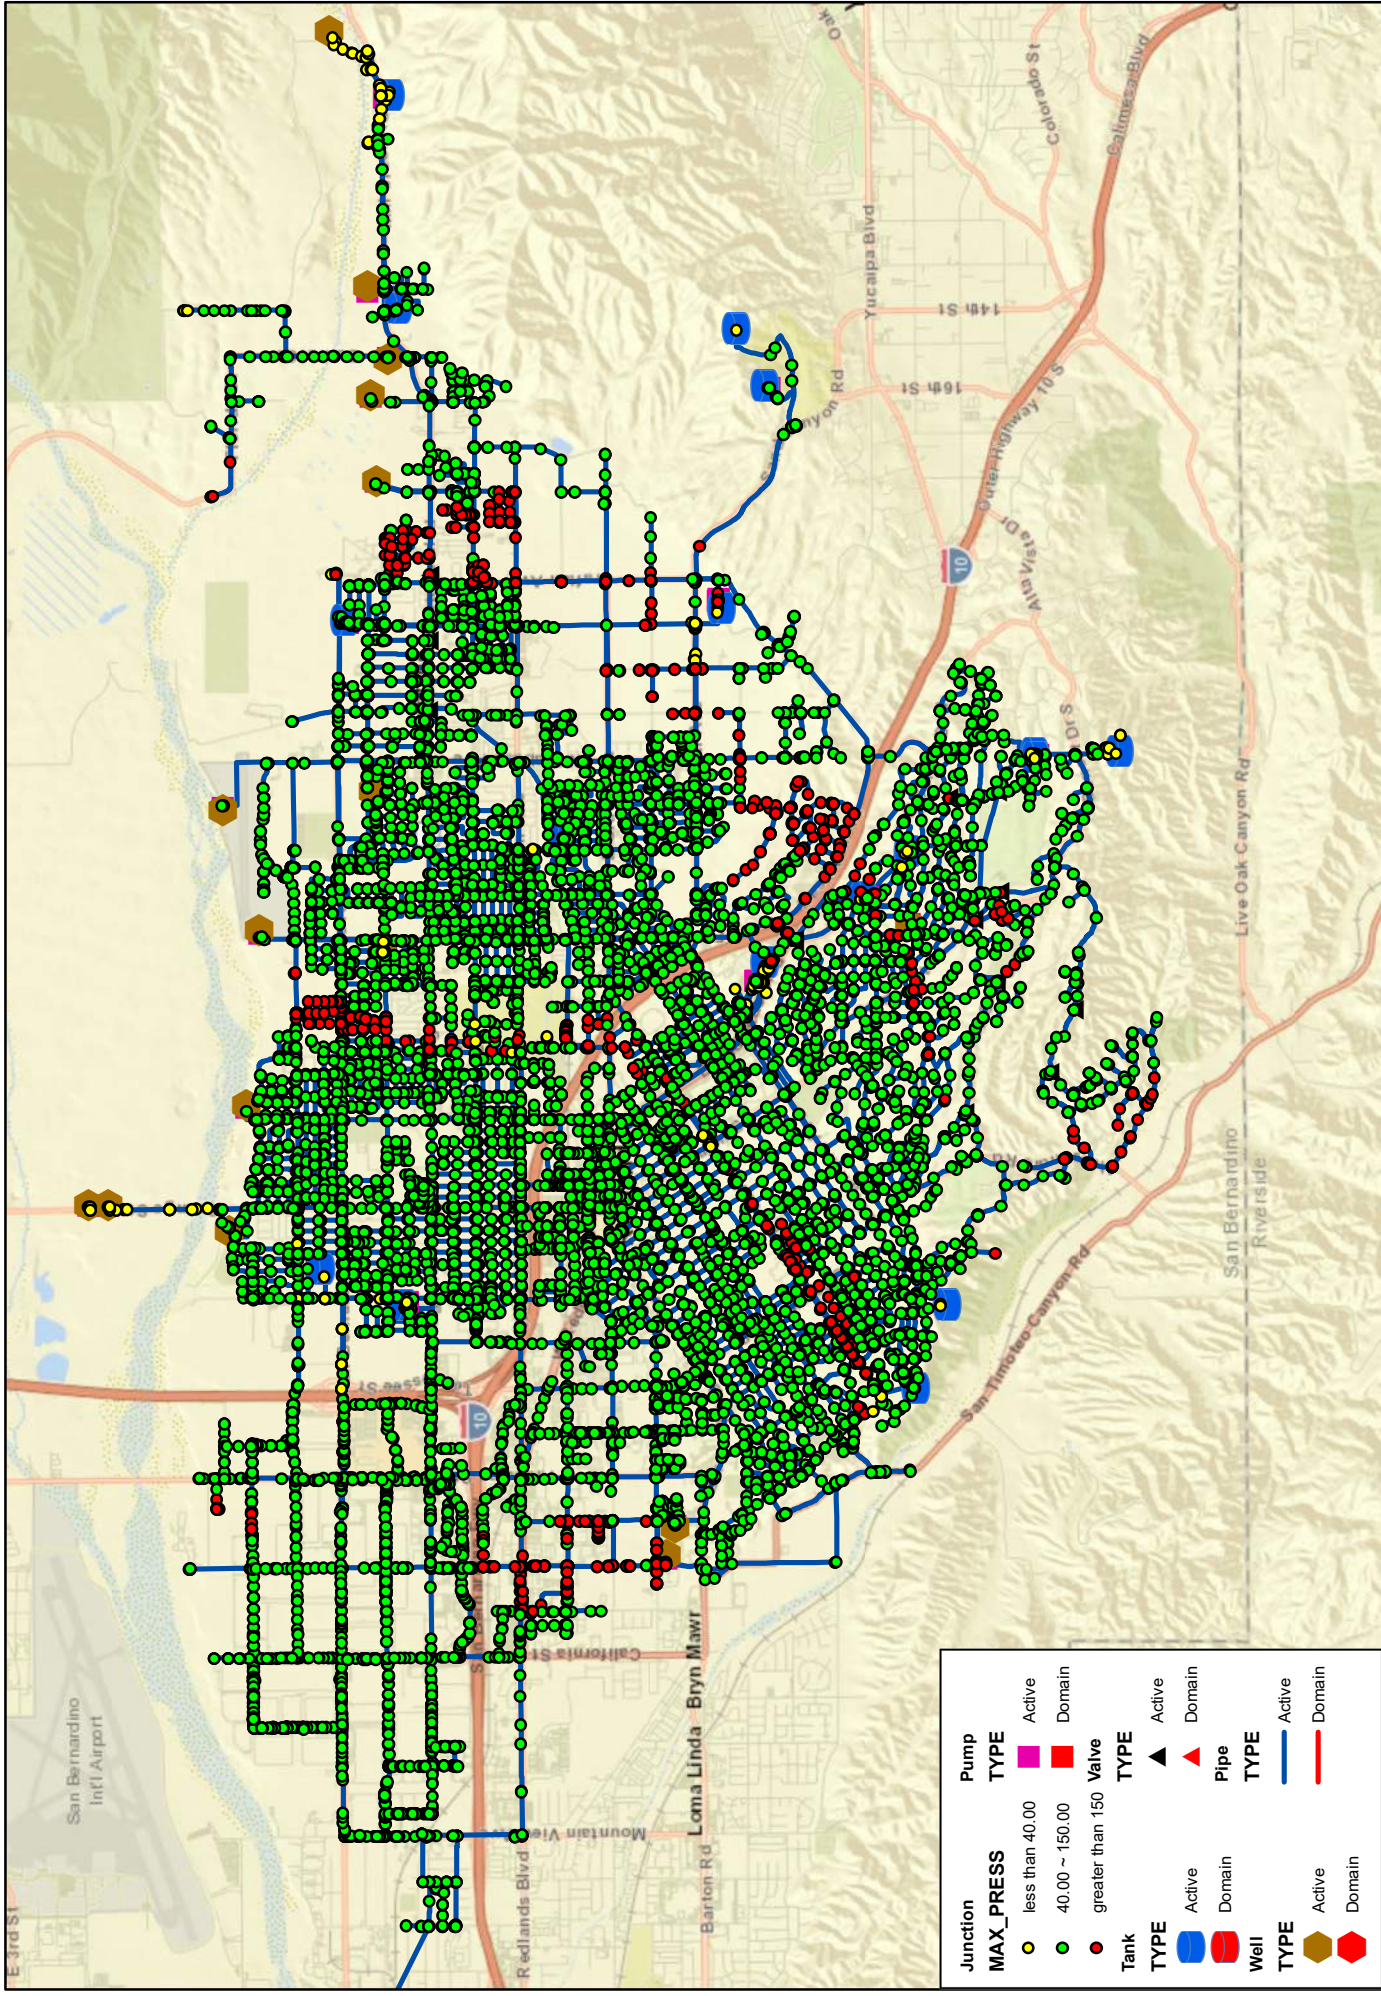 E 3rd St
San Bernardino
Int'l Airport
Redlands Blvd
Mountain View Ave
California St
Barton Rd
Loma Linda
Bryn Mawr
10
San Timoteo Canyon Rd
San Bernardino
Riverside
Live Oak Canyon Rd
Alta Vista Dr
Dr S
10
Outer Highway 10 S
16th St
14th St
Yucaipa Blvd
Calimesa Blvd
Colorado St
Oak
Junction
MAX_PRESS
less than 40.00
40.00 ~ 150.00
greater than 150
Tank
TYPE
Active
Domain
Well
TYPE
Active
Domain
Pump
TYPE
Active
Domain
Valve
TYPE
Active
Domain
Pipe
TYPE
Active
Domain